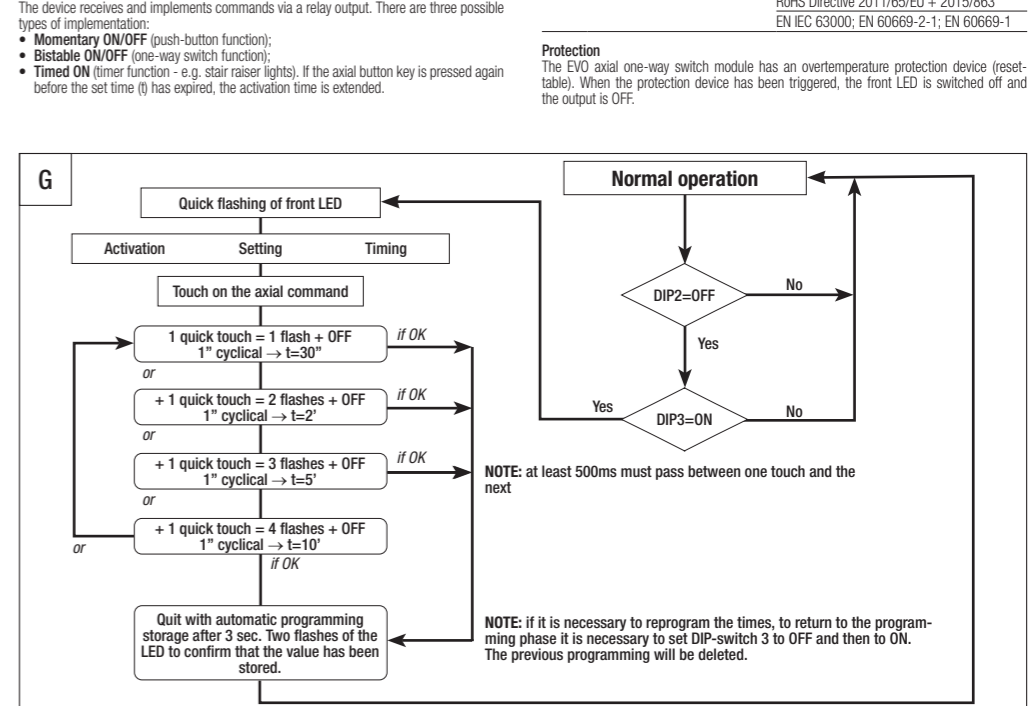 The device receives and implements commands via a relay output. There are three possible
types of implementation:
• Momentary ON/OFF (push-button function);
• Bistable ON/OFF (one-way switch function);
• Timed ON (timer function - e.g. stair raiser lights). If the axial button key is pressed again
before the set time (t) has expired, the activation time is extended.
RoHS Directive 2011/65/EU + 2015/863
EN IEC 63000; EN 60669-2-1; EN 60669-1
Protection
The EVO axial one-way switch module has an overtemperature protection device (reset-
table). When the protection device has been triggered, the front LED is switched off and
the output is OFF.
G
Quick flashing of front LED
Activation Setting Timing
Touch on the axial command
1 quick touch = 1 flash + OFF
1” cyclical → t=30”
if OK
or
+ 1 quick touch = 2 flashes + OFF
1” cyclical → t=2’
if OK
or
+ 1 quick touch = 3 flashes + OFF
1” cyclical → t=5’
if OK
or
+ 1 quick touch = 4 flashes + OFF
1” cyclical → t=10’
or
if OK
Quit with automatic programming
storage after 3 sec. Two flashes of the
LED to confirm that the value has been
stored.
Normal operation
DIP2=OFF
No
Yes
DIP3=ON
Yes
No
NOTE: at least 500ms must pass between one touch and the
next
NOTE: if it is necessary to reprogram the times, to return to the program-
ming phase it is necessary to set DIP-switch 3 to OFF and then to ON.
The previous programming will be deleted.